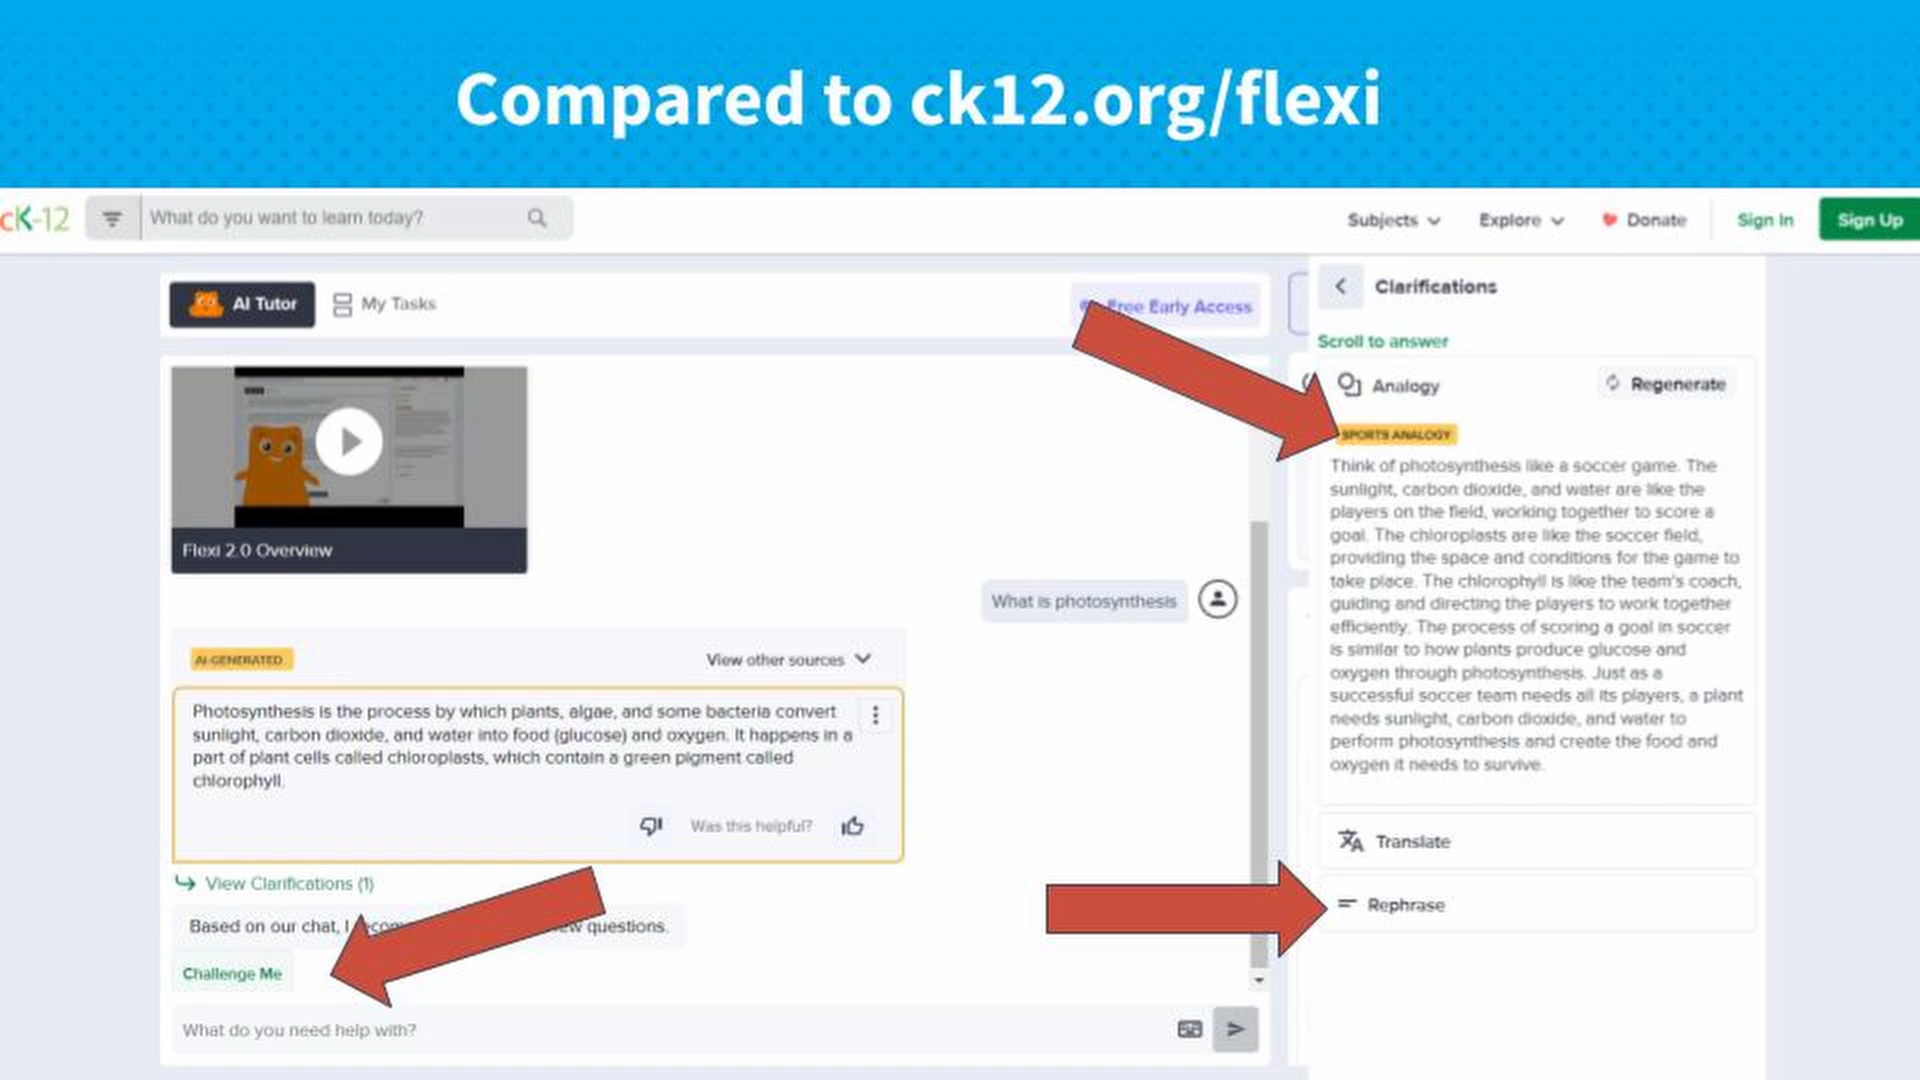 Compared to ck12.org/flexi
cK-12
What do you want to learn today?
Subjects
Explore
Donate
Sign In
Sign Up
AI Tutor
My Tasks
Free Early Access
Flexi 2.0 Overview
What is photosynthesis
AI-GENERATED
View other sources
Photosynthesis is the process by which plants, algae, and some bacteria convert
sunlight, carbon dioxide, and water into food (glucose) and oxygen. It happens in a
part of plant cells called chloroplasts, which contain a green pigment called
chlorophyll.
Was this helpful?
View Clarifications (1)
Based on our chat, I questions.
Challenge Me
What do you need help with?
Clarifications
Scroll to answer
Analogy
Regenerate
SPORTS ANALOGY
Think of photosynthesis like a soccer game. The
sunlight, carbon dioxide, and water are like the
players on the field, working together to score a
goal. The chloroplasts are like the soccer field,
providing the space and conditions for the game to
take place. The chlorophyll is like the team's coach,
guiding and directing the players to work together
efficiently. The process of scoring a goal in soccer
is similar to how plants produce glucose and
oxygen through photosynthesis. Just as a
successful soccer team needs all its players, a plant
needs sunlight, carbon dioxide, and water to
perform photosynthesis and create the food and
oxygen it needs to survive.
Translate
Rephrase